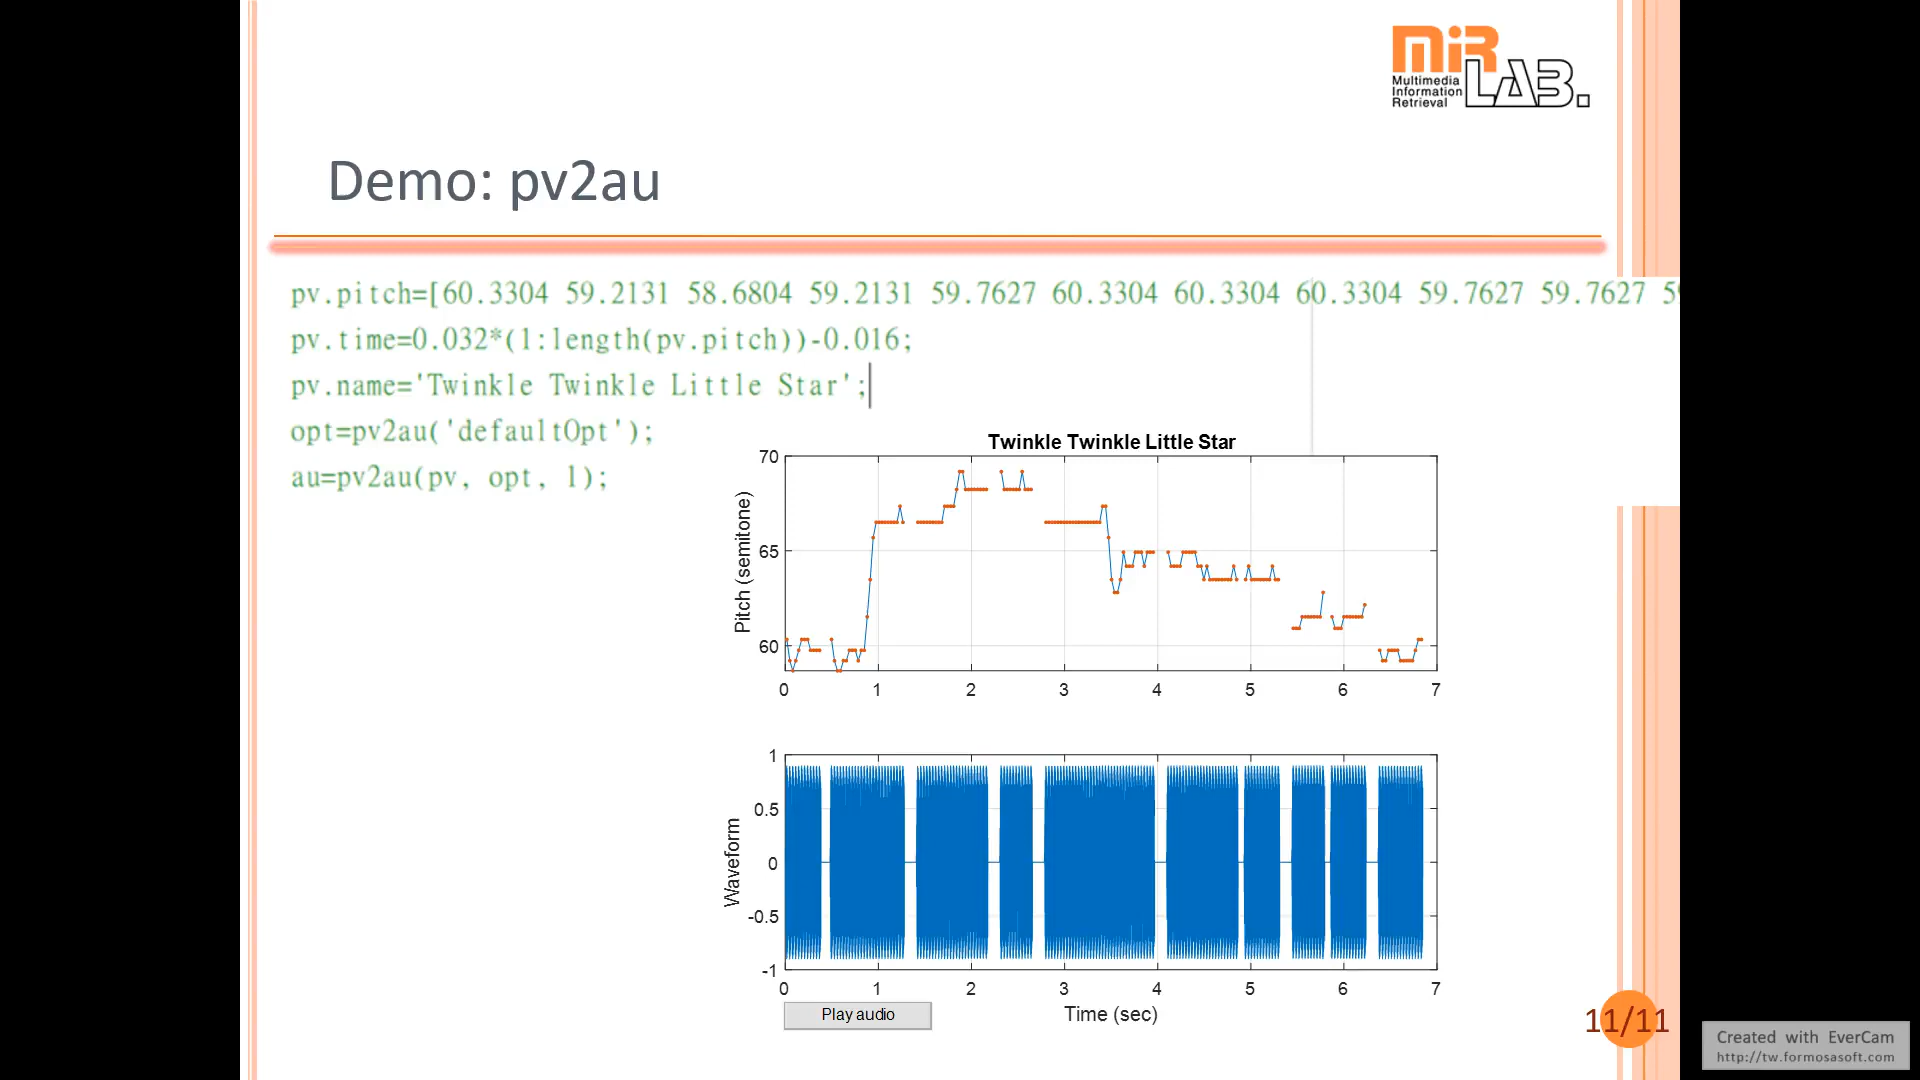 MiR
Multimedia
Information
Retrieval
LAB.
Demo: pv2au
pv.pitch=[60.3304 59.2131 58.6804 59.2131 59.7627 60.3304 60.3304 60.3304 59.7627 59.7627
pv.time=0.032*(1:length(pv.pitch))-0.016;
pv.name='Twinkle Twinkle Little Star';
opt=pv2au('defaultOpt');
au=pv2au(pv, opt, 1);
Twinkle Twinkle Little Star
70
65
60
Pitch (semitone)
0 1 2 3 4 5 6 7
1
0.5
0
-0.5
-1
Waveform
0 1 2 3 4 5 6 7
Time (sec)
Play audio
11/11
Created with EverCam
http://tw.formosasoft.com